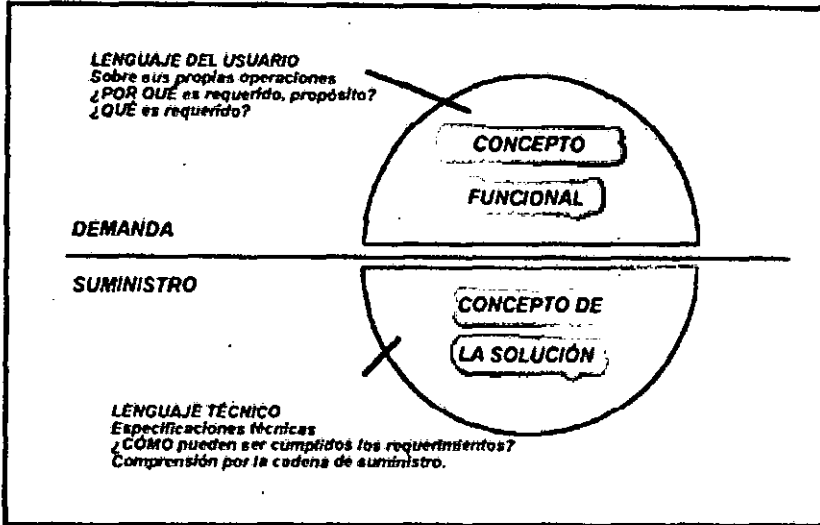 LENGUAJE DEL USUARIO
Sobre sus propias operaciones
¿POR QUÉ es requerido, propósito?
¿QUÉ es requerido?
CONCEPTO
FUNCIONAL
DEMANDA
SUMINISTRO
CONCEPTO DE
LA SOLUCIÓN
LENGUAJE TÉCNICO
Especificaciones técnicas
¿CÓMO pueden ser cumplidos los requerimientos?
Comprensión por la cadena de suministro.